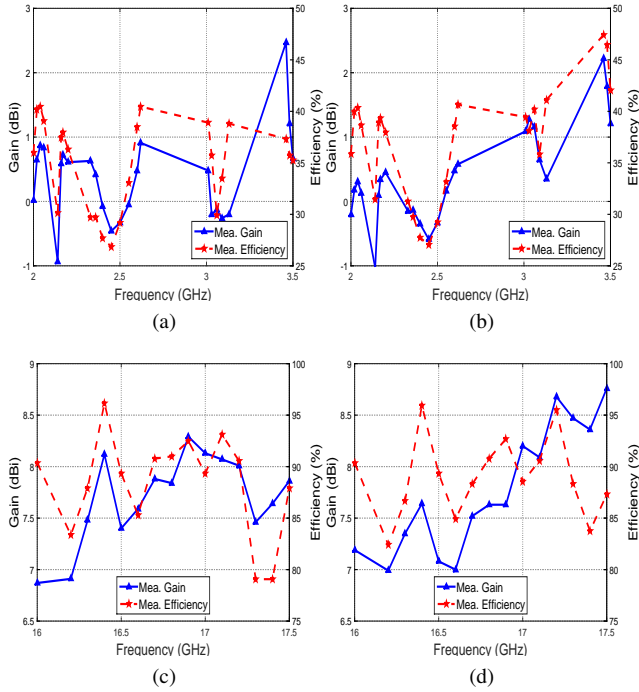 3
2
1
0
-1
Gain (dBi)
50
45
40
35
30
25
Efficiency (%)
Mea. Gain
Mea. Efficiency
2
2.5
3
3.5
Frequency (GHz)
(a)
3
2
1
0
-1
Gain (dBi)
50
45
40
35
30
25
Efficiency (%)
Mea. Gain
Mea. Efficiency
2
2.5
3
3.5
Frequency (GHz)
(b)
9
8.5
8
7.5
7
6.5
Gain (dBi)
100
95
90
85
80
75
Efficiency (%)
Mea. Gain
Mea. Efficiency
16
16.5
17
17.5
Frequency (GHz)
(c)
9
8.5
8
7.5
7
6.5
Gain (dBi)
100
95
90
85
80
75
Efficiency (%)
Mea. Gain
Mea. Efficiency
16
16.5
17
17.5
Frequency (GHz)
(d)